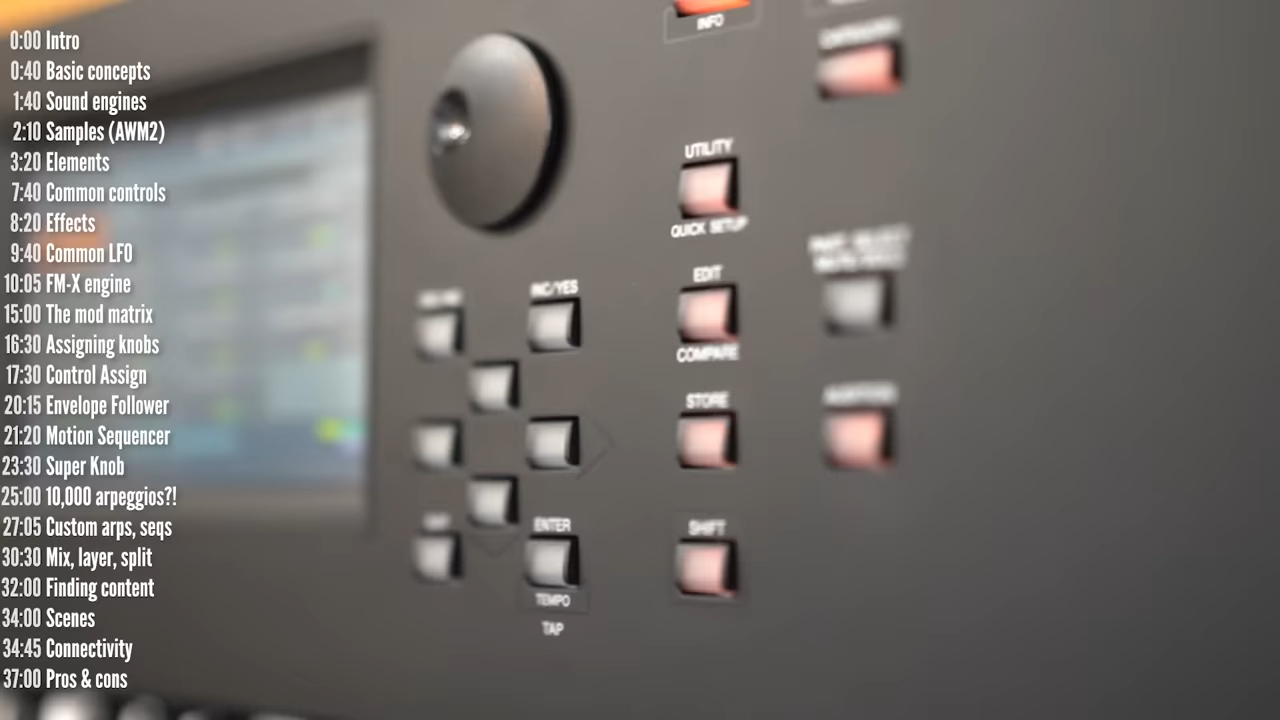 0:00 Intro
0:40 Basic concepts
1:40 Sound engines
2:10 Samples (AWM2)
3:20 Elements
7:40 Common controls
8:20 Effects
9:40 Common LFO
10:05 FM-X engine
15:00 The mod matrix
16:30 Assigning knobs
17:30 Control Assign
20:15 Envelope Follower
21:20 Motion Sequencer
23:30 Super Knob
25:00 10,000 arpeggios?!
27:05 Custom arps, seqs
30:30 Mix, layer, split
32:00 Finding content
34:00 Scenes
34:45 Connectivity
37:00 Pros & cons
INFO
UTILITY
QUICK SETUP
INC/YES
EDIT
COMPARE
STORE
ENTER
TEMPO
TAP
SHIFT